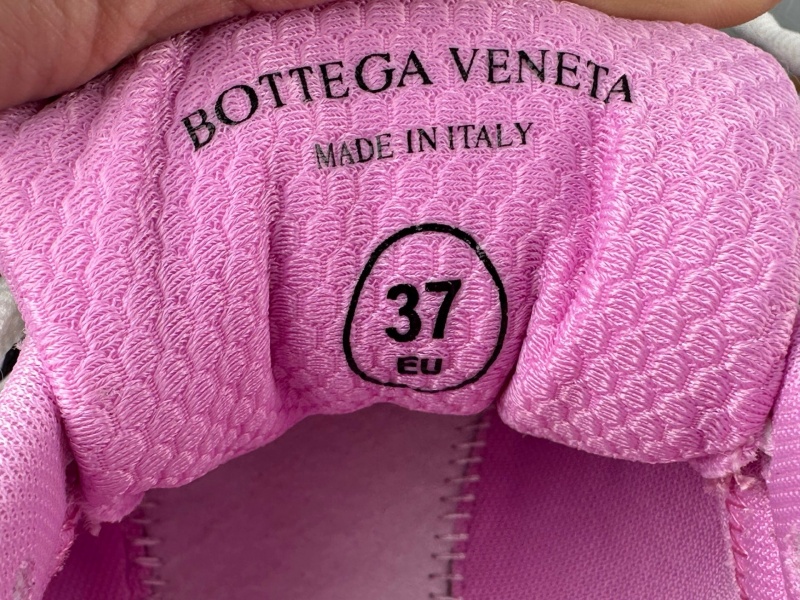 BOTTEGA VENETA
MADE IN ITALY
37
EU